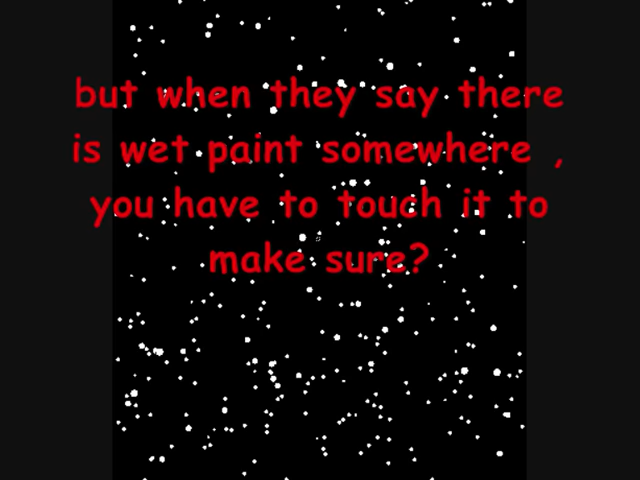 but when they say there
is wet paint somewhere ,
you have to touch it to
make sure?